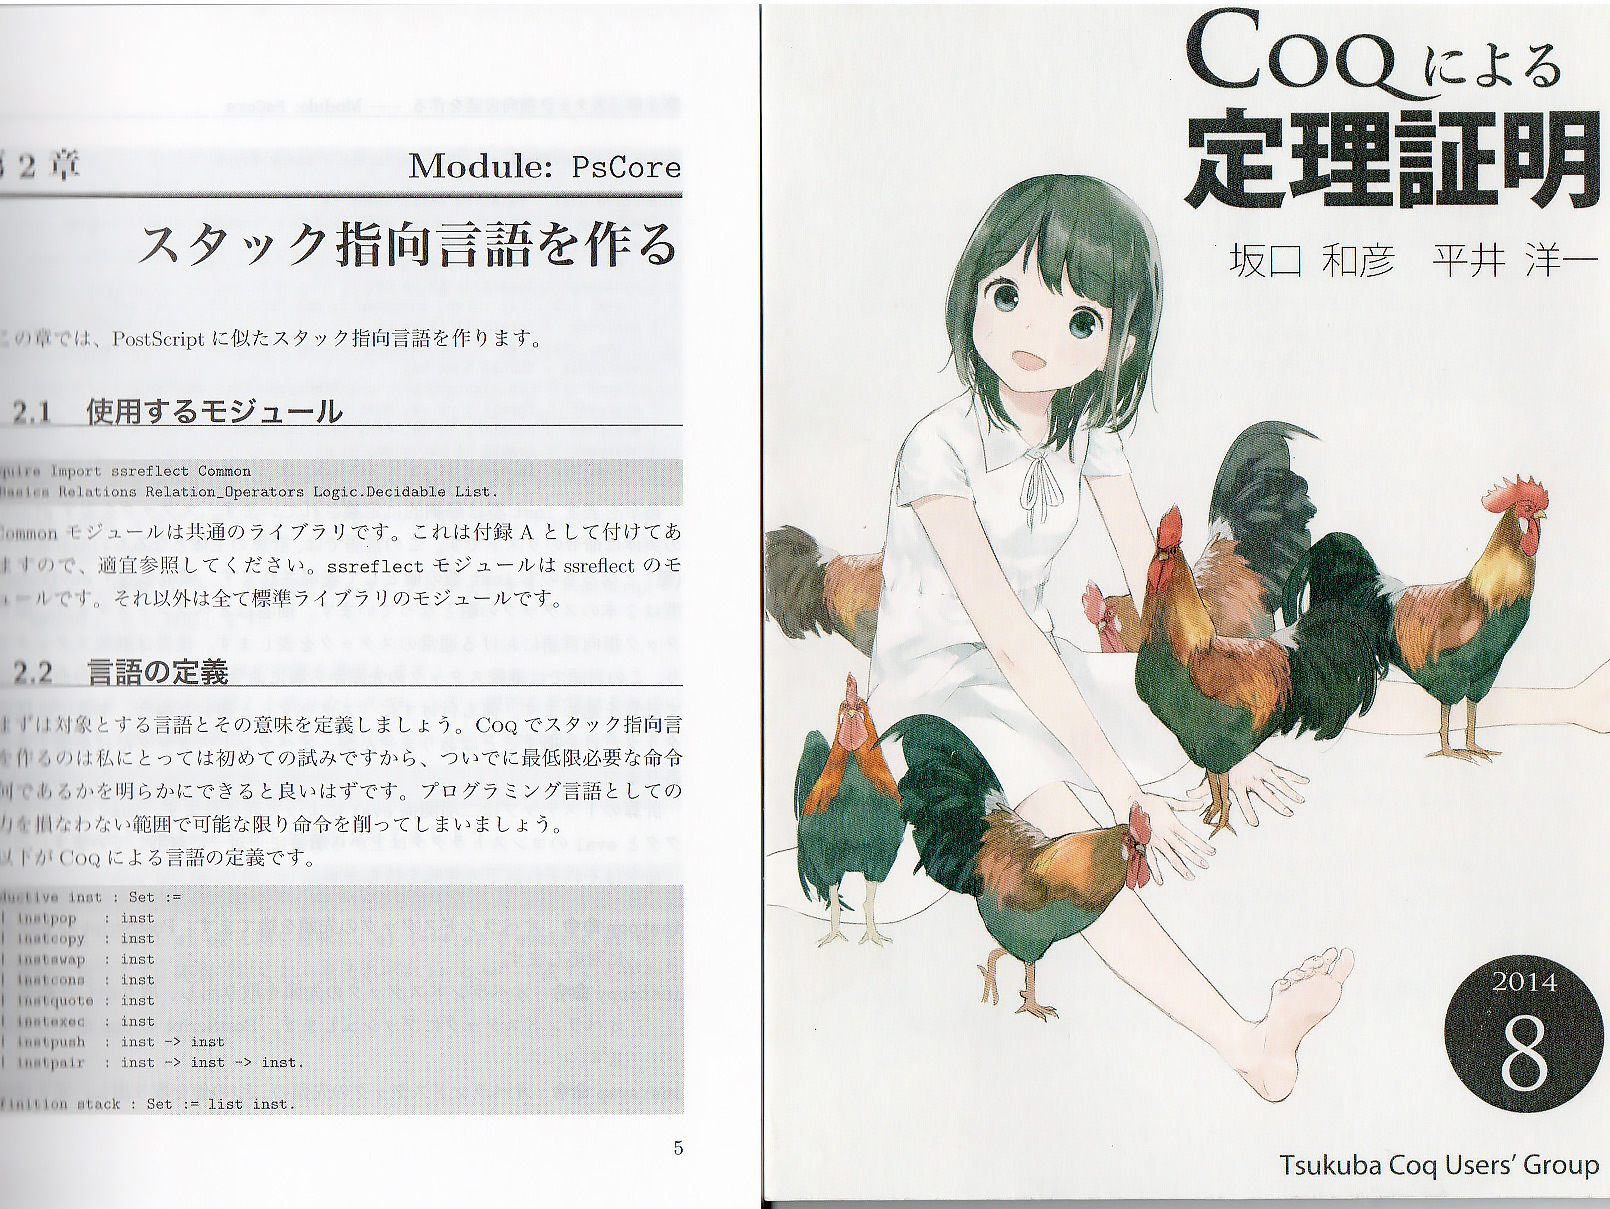 2 章
Module: PsCore
スタック指向言語を作る
この章では、PostScript に似たスタック指向言語を作ります。
2.1 使用するモジュール
quire Import ssreflect Common
Basics Relations Relation_Operators Logic.Decidable List.
Common モジュールは共通のライブラリです。これは付録 A として付けてあ
ますので、適宜参照してください。ssreflect モジュールは ssreflect のモ
ュールです。それ以外は全て標準ライブラリのモジュールです。
2.2 言語の定義
まずは対象とする言語とその意味を定義しましょう。COQ でスタック指向言
を作るのは私にとっては初めての試みですから、ついでに最低限必要な命令
何であるかを明らかにできると良いはずです。プログラミング言語としての
力を損なわない範囲で可能な限り命令を削ってしまいましょう。
以下が COQ による言語の定義です。
ductive inst : Set :=
| instpop : inst
| instcopy : inst
| instswap : inst
| instcons : inst
| instquote : inst
| instexec : inst
| instpush : inst -> inst
| instpair : inst -> inst -> inst.
finition stack : Set := list inst.
5
COQ による
定理証明
坂口 和彦 平井 洋一
2014
8
Tsukuba Coq Users' Group